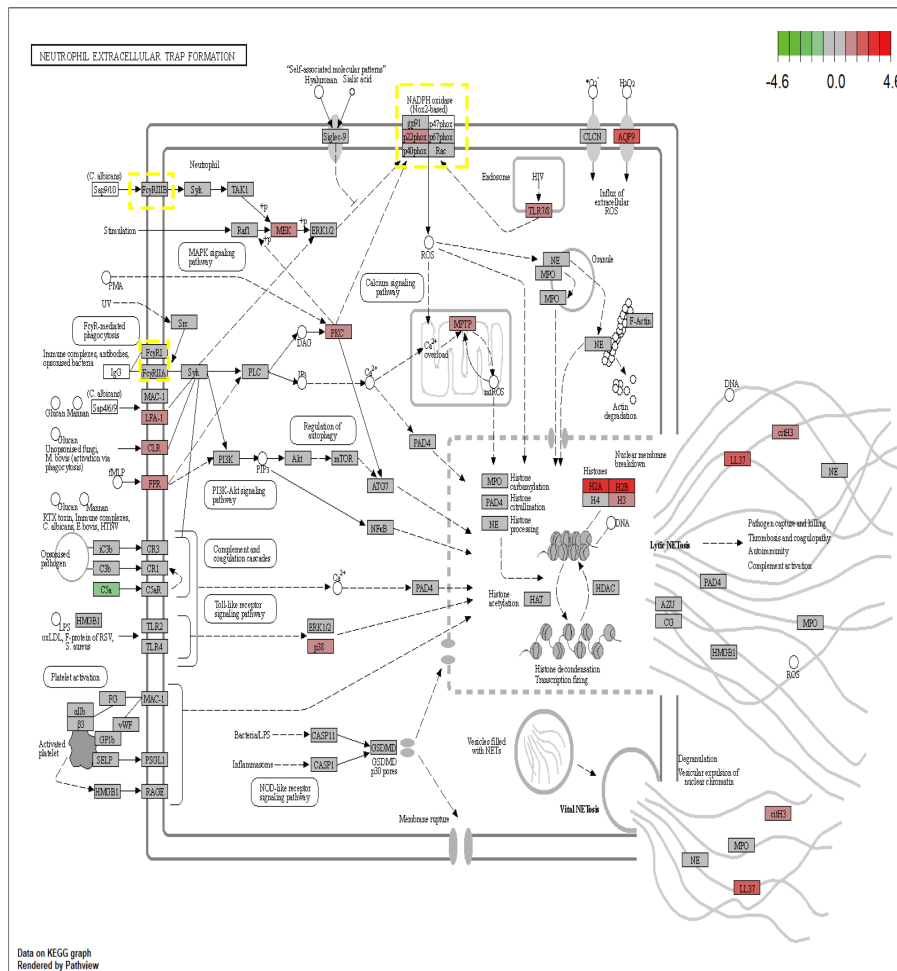 NEUTROPHIL EXTRACELLULAR TRAP FORMATION
-4.6 0.0 4.6
"Self-associated molecular patterns"
Hyaluronan Sialic acid
NADPH oxidase
(Nox2-based)
gp91 p47phox
p22phox p67phox
p40phox Rac
Siglec-9
•O2- H2O2
CLCN AQP9
Influx of
extracellular
ROS
Neutrophil
(C. albicans)
Sap9/10 FcγRIIIB Syk TAK1
+p
Stimulation Raf1 +p MEK +p ERK1/2
MAPK signaling
pathway
Endosome
HIV
TLR7/8
ROS
NE
MPO
MPO
Granule
F-Actin
NE
Actin
degradation
PMA
UV
Src
FcγR-mediated
phagocytosis
Calcium signaling
pathway
PKC
DAG
MPTP
Ca2+
overload
mtROS
Immune complexes, antibodies,
opsonised bacteria
FcγRI
IgG FcγRIIA Syk PLC
IP3 Ca2+
MAC-1
(C. albicans)
Sap4/6/9
Glucan Mannan
LFA-1
Glucan
Unopsonised fungi,
M. bovis (activation via
phagocytosis)
CLR
fMLP
FPR
Regulation of
autophagy
PI3K PIP3 Akt mTOR
ATG7
PAD4
PI3K-Akt signaling
pathway
NFκB
Glucan Mannan
RTX toxin, Immune complexes,
C. albicans, E.bovis, HTNV
Nuclear membrane
breakdown
MPO Histone
carbamylation
PAD4 Histone
citrullination
NE Histone
processing
Histones
H2A H2B
H4 H3
DNA
Opsonised
pathogen
iC3b CR3
C3b CR1
C5a C5aR
Complement and
coagulation cascades
Ca2+
PAD4
Histone
acetylation
HAT HDAC
Histone decondensation
Transcription firing
Toll-like receptor
signaling pathway
LPS HMGB1
oxLDL, F-protein of RSV,
S. aureus
TLR2
TLR4
ERK1/2
p38
Platelet activation
FG MAC-1
αIIb
β3 vWF
GP1b
Activated
platelet
SELP PSGL1
HMGB1 RAGE
Bacteria/LPS CASP11
Inflammasome CASP1
GSDMD
GSDMD
p30 pores
NOD-like receptor
signaling pathway
Membrane rupture
Vesicles filled
with NETs
Vital NETosis
Degranulation
Vesicular expulsion of
nuclear chromatin
DNA
citH3
LL37
NE
Lytic NETosis
Pathogen capture and killing
Thrombosis and coagulopathy
Autoimmunity
Complement activation
PAD4
AZU
CG
MPO
HMGB1
ROS
citH3
MPO
NE
LL37
Data on KEGG graph
Rendered by Pathview